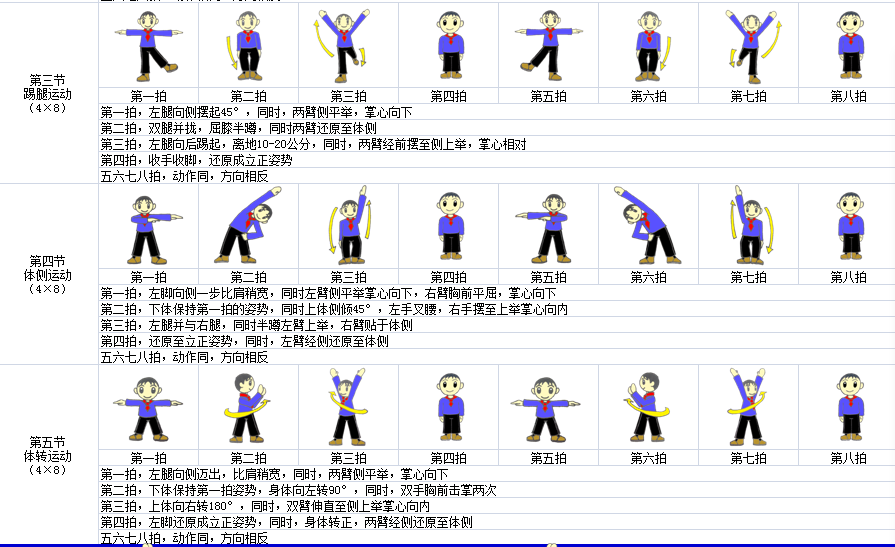 第三节
踢腿运动
(4×8)
第一拍 第二拍 第三拍 第四拍 第五拍 第六拍 第七拍 第八拍
第一拍，左腿向侧摆起45°，同时，两臂侧平举，掌心向下
第二拍，双腿并拢，屈膝半蹲，同时两臂还原至体侧
第三拍，左腿向后踢起，离地10-20公分，同时，两臂经前摆至侧上举，掌心相对
第四拍，收手收脚，还原成立正姿势
五六七八拍，动作同，方向相反
第四节
体侧运动
(4×8)
第一拍 第二拍 第三拍 第四拍 第五拍 第六拍 第七拍 第八拍
第一拍，左脚向侧一步比肩稍宽，同时左臂侧平举掌心向下，右臂胸前平屈，掌心向下
第二拍，下体保持第一拍的姿势，同时上体侧倾45°，左手叉腰，右手摆至上举掌心向内
第三拍，左腿并与右腿，同时半蹲左臂上举，右臂贴于体侧
第四拍，还原至立正姿势，同时，左臂经侧还原至体侧
五六七八拍，动作同，方向相反
第五节
体转运动
(4×8)
第一拍 第二拍 第三拍 第四拍 第五拍 第六拍 第七拍 第八拍
第一拍，左腿向侧迈出，比肩稍宽，同时，两臂侧平举，掌心向下
第二拍，下体保持第一拍姿势，身体向左转90°，同时，双手胸前击掌两次
第三拍，上体向右转180°，同时，双臂伸直至侧上举掌心向内
第四拍，左脚还原成立正姿势，同时，身体转正，两臂经侧还原至体侧
五六七八拍，动作同，方向相反